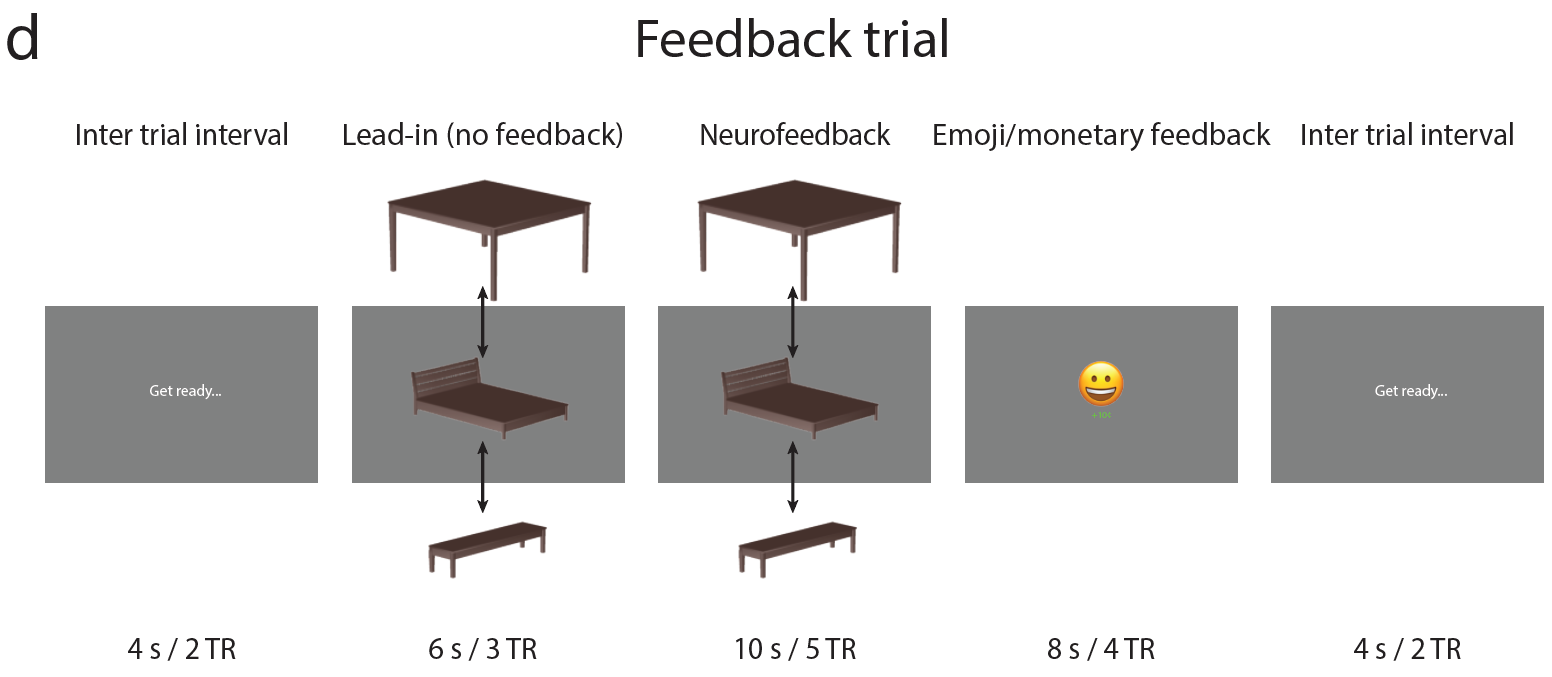 d
Feedback trial
Inter trial interval
Lead-in (no feedback)
Neurofeedback
Emoji/monetary feedback
Inter trial interval
Get ready...
Get ready...
4 s / 2 TR
6 s / 3 TR
10 s / 5 TR
8 s / 4 TR
4 s / 2 TR